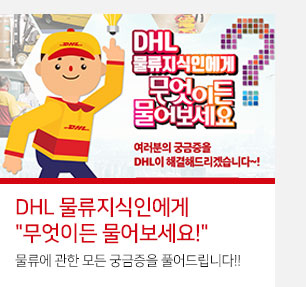 DHL
DHL
물류지식인에게
무엇이든
물어보세요
?
여러분의 궁금증을
DHL이 해결해드리겠습니다~!
DHL
DHL 물류지식인에게
"무엇이든 물어보세요!"
물류에 관한 모든 궁금증을 풀어드립니다!!